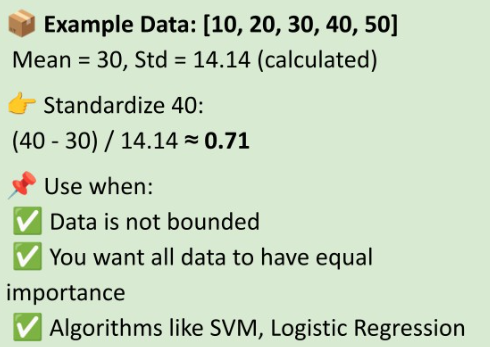 📦 Example Data: [10, 20, 30, 40, 50]
Mean = 30, Std = 14.14 (calculated)
👉 Standardize 40:
(40 - 30) / 14.14 ≈ 0.71
📌 Use when:
✅ Data is not bounded
✅ You want all data to have equal
importance
✅ Algorithms like SVM, Logistic Regression